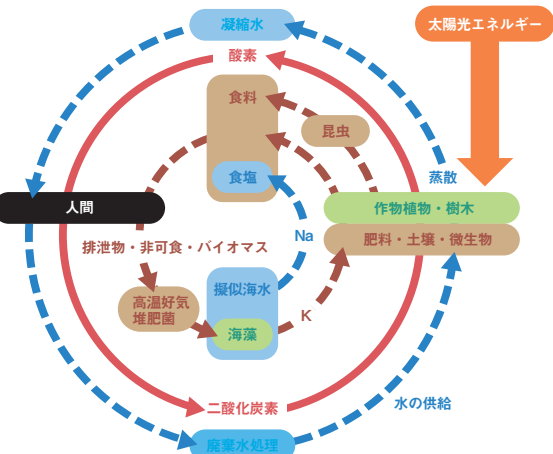 凝縮水
太陽光エネルギー
酸素
食料
昆虫
食塩
蒸散
人間
作物植物・樹木
Na
肥料・土壌・微生物
排泄物・非可食・バイオマス
擬似海水
高温好気
堆肥菌
K
海藻
水の供給
二酸化炭素
廃棄水処理